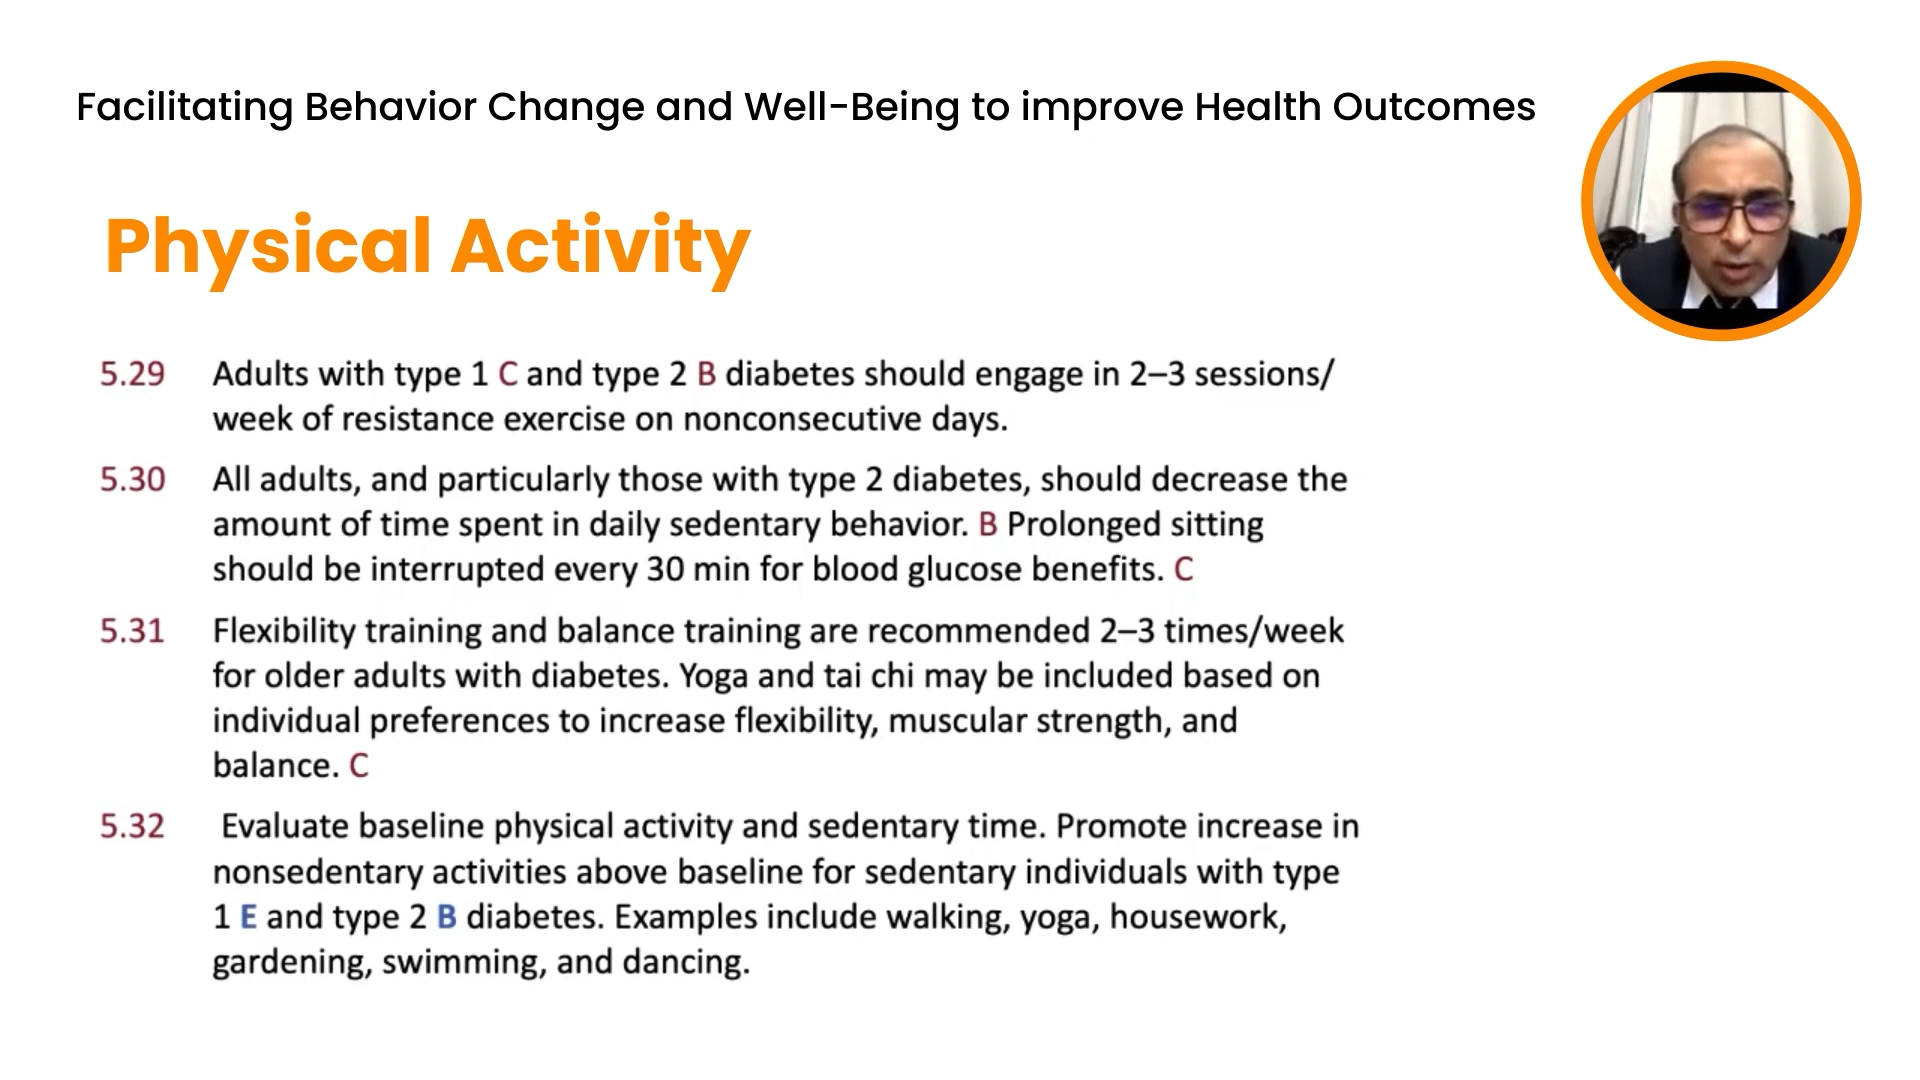 Facilitating Behavior Change and Well-Being to improve Health Outcomes
Physical Activity
5.29 Adults with type 1 C and type 2 B diabetes should engage in 2–3 sessions/
week of resistance exercise on nonconsecutive days.
5.30 All adults, and particularly those with type 2 diabetes, should decrease the
amount of time spent in daily sedentary behavior. B Prolonged sitting
should be interrupted every 30 min for blood glucose benefits. C
5.31 Flexibility training and balance training are recommended 2–3 times/week
for older adults with diabetes. Yoga and tai chi may be included based on
individual preferences to increase flexibility, muscular strength, and
balance. C
5.32 Evaluate baseline physical activity and sedentary time. Promote increase in
nonsedentary activities above baseline for sedentary individuals with type
1 E and type 2 B diabetes. Examples include walking, yoga, housework,
gardening, swimming, and dancing.